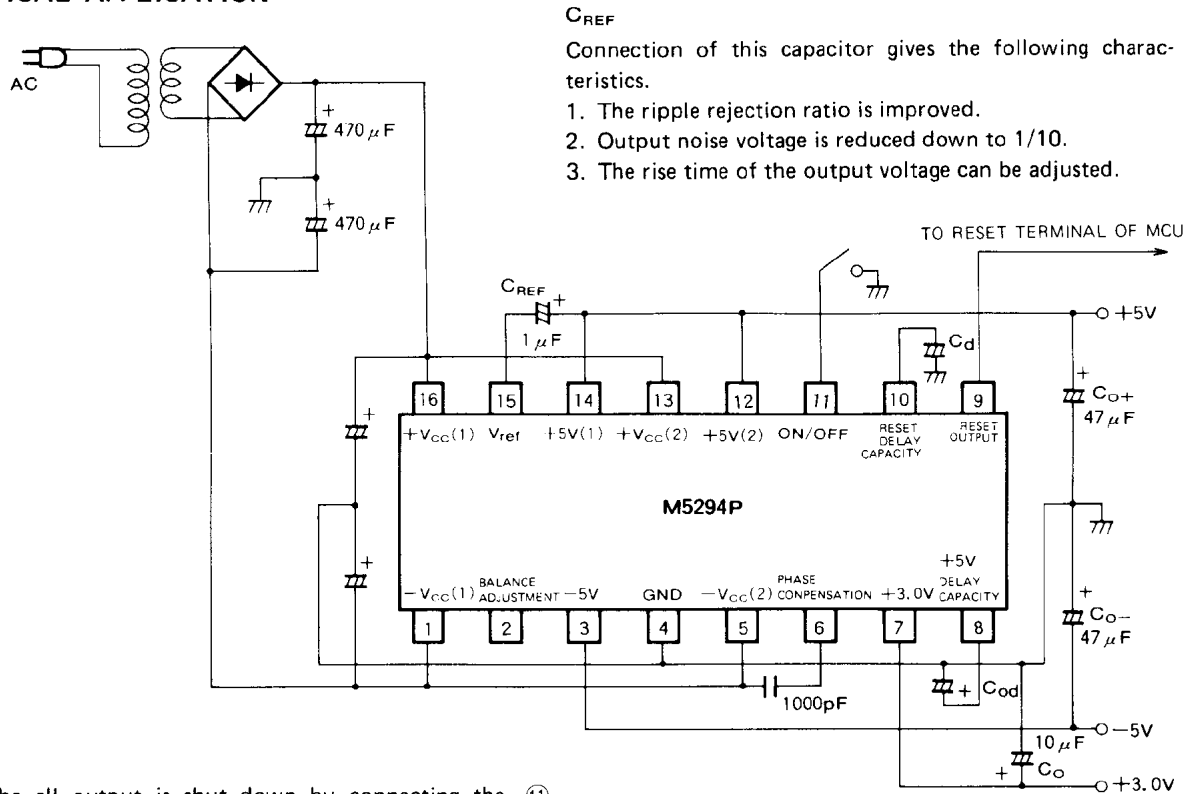 C REF
Connection of this capacitor gives the following charac-
teristics.
1. The ripple rejection ratio is improved.
2. Output noise voltage is reduced down to 1/10.
3. The rise time of the output voltage can be adjusted.
AC
+
470 μF
+
470 μF
TO RESET TERMINAL OF MCU
CREF
+
1 μF
Cd
+5V
+
Co+
47 μF
16 15 14 13 12 11 10 9
+Vcc(1) Vref +5V(1) +Vcc(2) +5V(2) ON/OFF
RESET
DELAY
CAPACITY
RESET
OUTPUT
+
M5294P
+
-Vcc(1)
BALANCE
ADJUSTMENT
-5V GND -Vcc(2)
PHASE
CONPENSATION
+3.0V
+5V
DELAY
CAPACITY
1 2 3 4 5 6 7 8
+
Co-
47 μF
1000pF
+ Cod
-5V
10 μF
+ Co
+3.0V
all output is shut down by connecting the ⑪